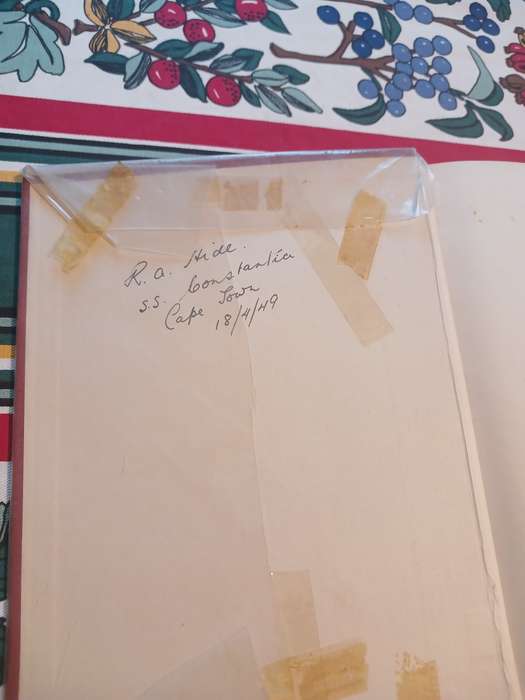 R. A. Hide.
S.S. Constantia
Cape Town
18/4/49